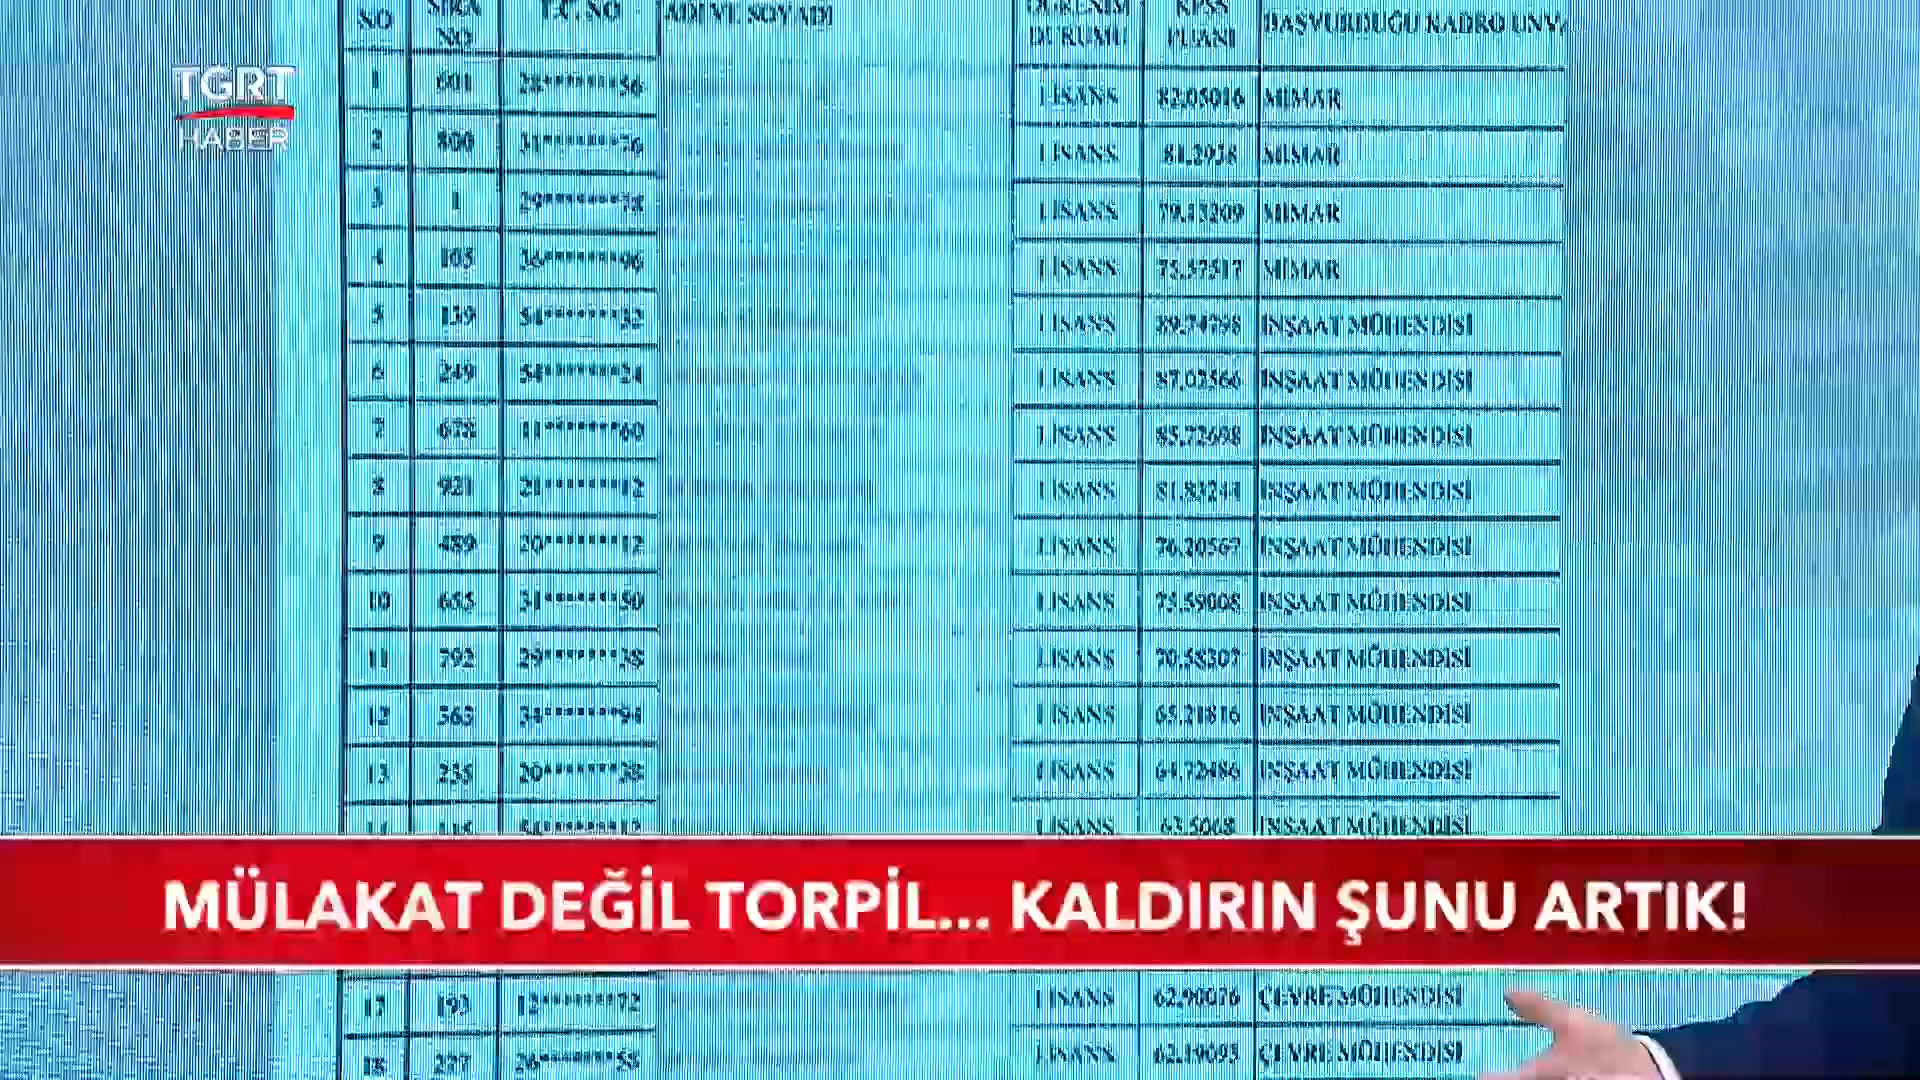 NO SIRA NO T.C. NO ADI VE SOYADI ÖĞRENİM DURUMU KPSS PUANI BAŞVURDUĞU KADRO UNVA
TGRT
HABER
1 601 28*******56 LİSANS 82.05016 MİMAR
2 800 31*******76 LİSANS 81.2938 MİMAR
3 1 29*******78 LİSANS 79.13209 MİMAR
4 105 36*******96 LİSANS 75.57517 MİMAR
5 139 54*******32 LİSANS 89.74798 İNŞAAT MÜHENDİSİ
6 249 54*******24 LİSANS 87.02566 İNŞAAT MÜHENDİSİ
7 678 11*******60 LİSANS 85.72698 İNŞAAT MÜHENDİSİ
8 921 21*******12 LİSANS 81.83244 İNŞAAT MÜHENDİSİ
9 489 20*******12 LİSANS 76.20567 İNŞAAT MÜHENDİSİ
10 655 31*******50 LİSANS 75.59008 İNŞAAT MÜHENDİSİ
11 792 29*******38 LİSANS 70.58307 İNŞAAT MÜHENDİSİ
12 363 34*******94 LİSANS 65.21816 İNŞAAT MÜHENDİSİ
13 235 20*******28 LİSANS 64.72486 İNŞAAT MÜHENDİSİ
LİSANS 63.5068 İNŞAAT MÜHENDİSİ
MÜLAKAT DEĞİL TORPİL... KALDIRIN ŞUNU ARTIK!
17 193 12*******72 LİSANS 62.90076 ÇEVRE MÜHENDİSİ
18 277 26*******58 LİSANS 62.19093 ÇEVRE MÜHENDİSİ